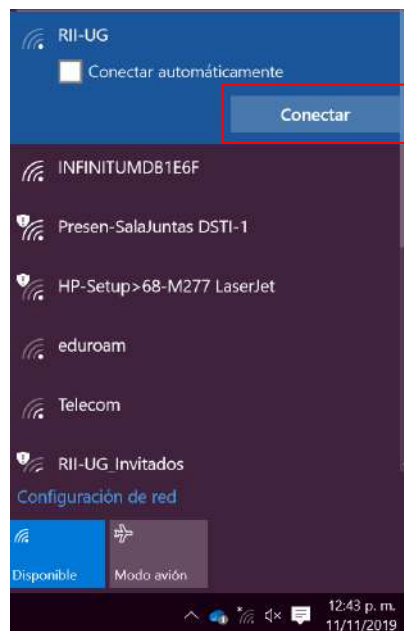 RII-UG
Conectar automáticamente
Conectar
INFINITUMDB1E6F
Presen-SalaJuntas DSTI-1
HP-Setup>68-M277 LaserJet
eduroam
Telecom
RII-UG_Invitados
Configuración de red
Disponible
Modo avión
12:43 p. m.
11/11/2019